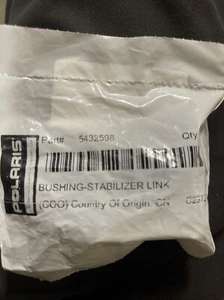 POLARIS
Part# 5432598 Qty
BUSHING-STABILIZER LINK
(COO) Country Of Origin: CN